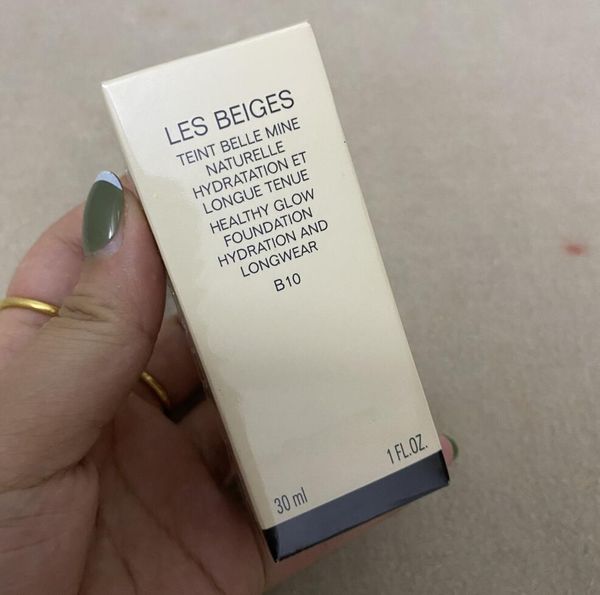 LES BEIGES
TEINT BELLE MINE
NATURELLE
HYDRATATION ET
LONGUE TENUE
HEALTHY GLOW
FOUNDATION
HYDRATION AND
LONGWEAR
B10
30 ml
1 FL.OZ.